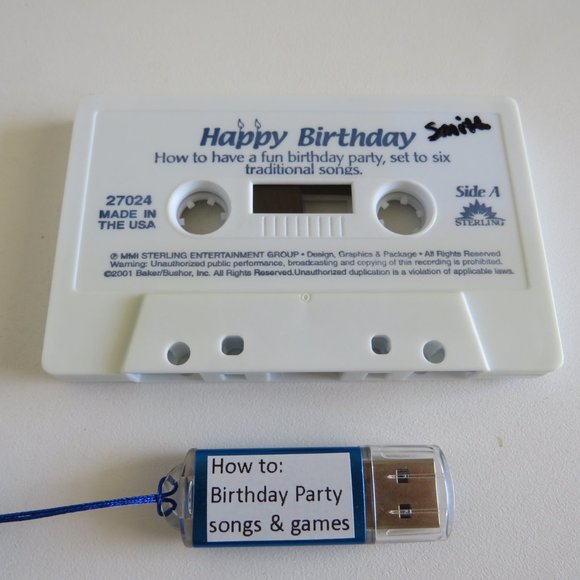 Happy Birthday Smith
How to have a fun birthday party, set to six
traditional songs.
27024
MADE IN
THE USA
Side A
STERLING
℗ MMI STERLING ENTERTAINMENT GROUP • Design, Graphics & Package • All Rights Reserved
Warning: Unauthorized public performance, broadcasting and copying of this recording is prohibited.
©2001 Baker/Bushor, Inc. All Rights Reserved.Unauthorized duplication is a violation of applicable laws.
How to:
Birthday Party
songs & games